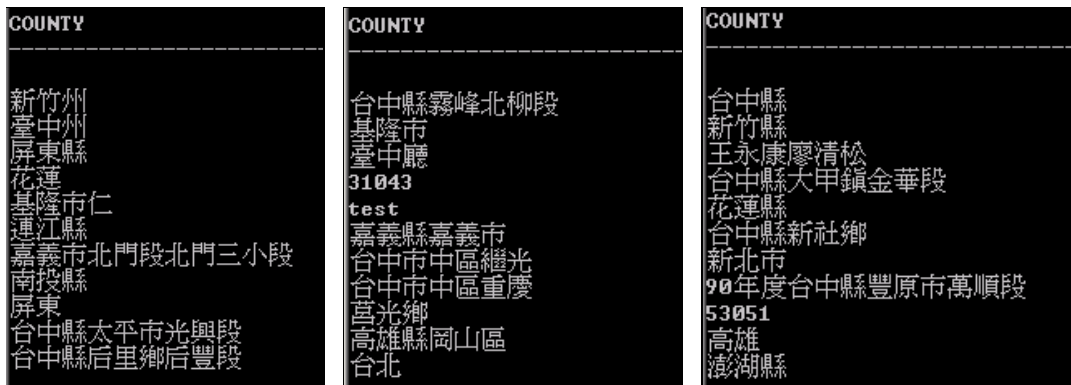 COUNTY
新竹州
臺中州
屏東縣
花蓮
基隆市仁
連江縣
嘉義市北門段北門三小段
南投縣
屏東
台中縣太平市光興段
台中縣后里鄉后豐段
COUNTY
台中縣霧峰北柳段
基隆市
臺中廳
31043
test
嘉義縣嘉義市
台中市中區繼光
台中市中區重慶
莒光鄉
高雄縣岡山區
台北
COUNTY
台中縣
新竹縣
王永康廖清松
台中縣大甲鎮金華段
花蓮縣
台中縣新社鄉
新北市
90年度台中縣豐原市萬順段
53051
高雄
澎湖縣